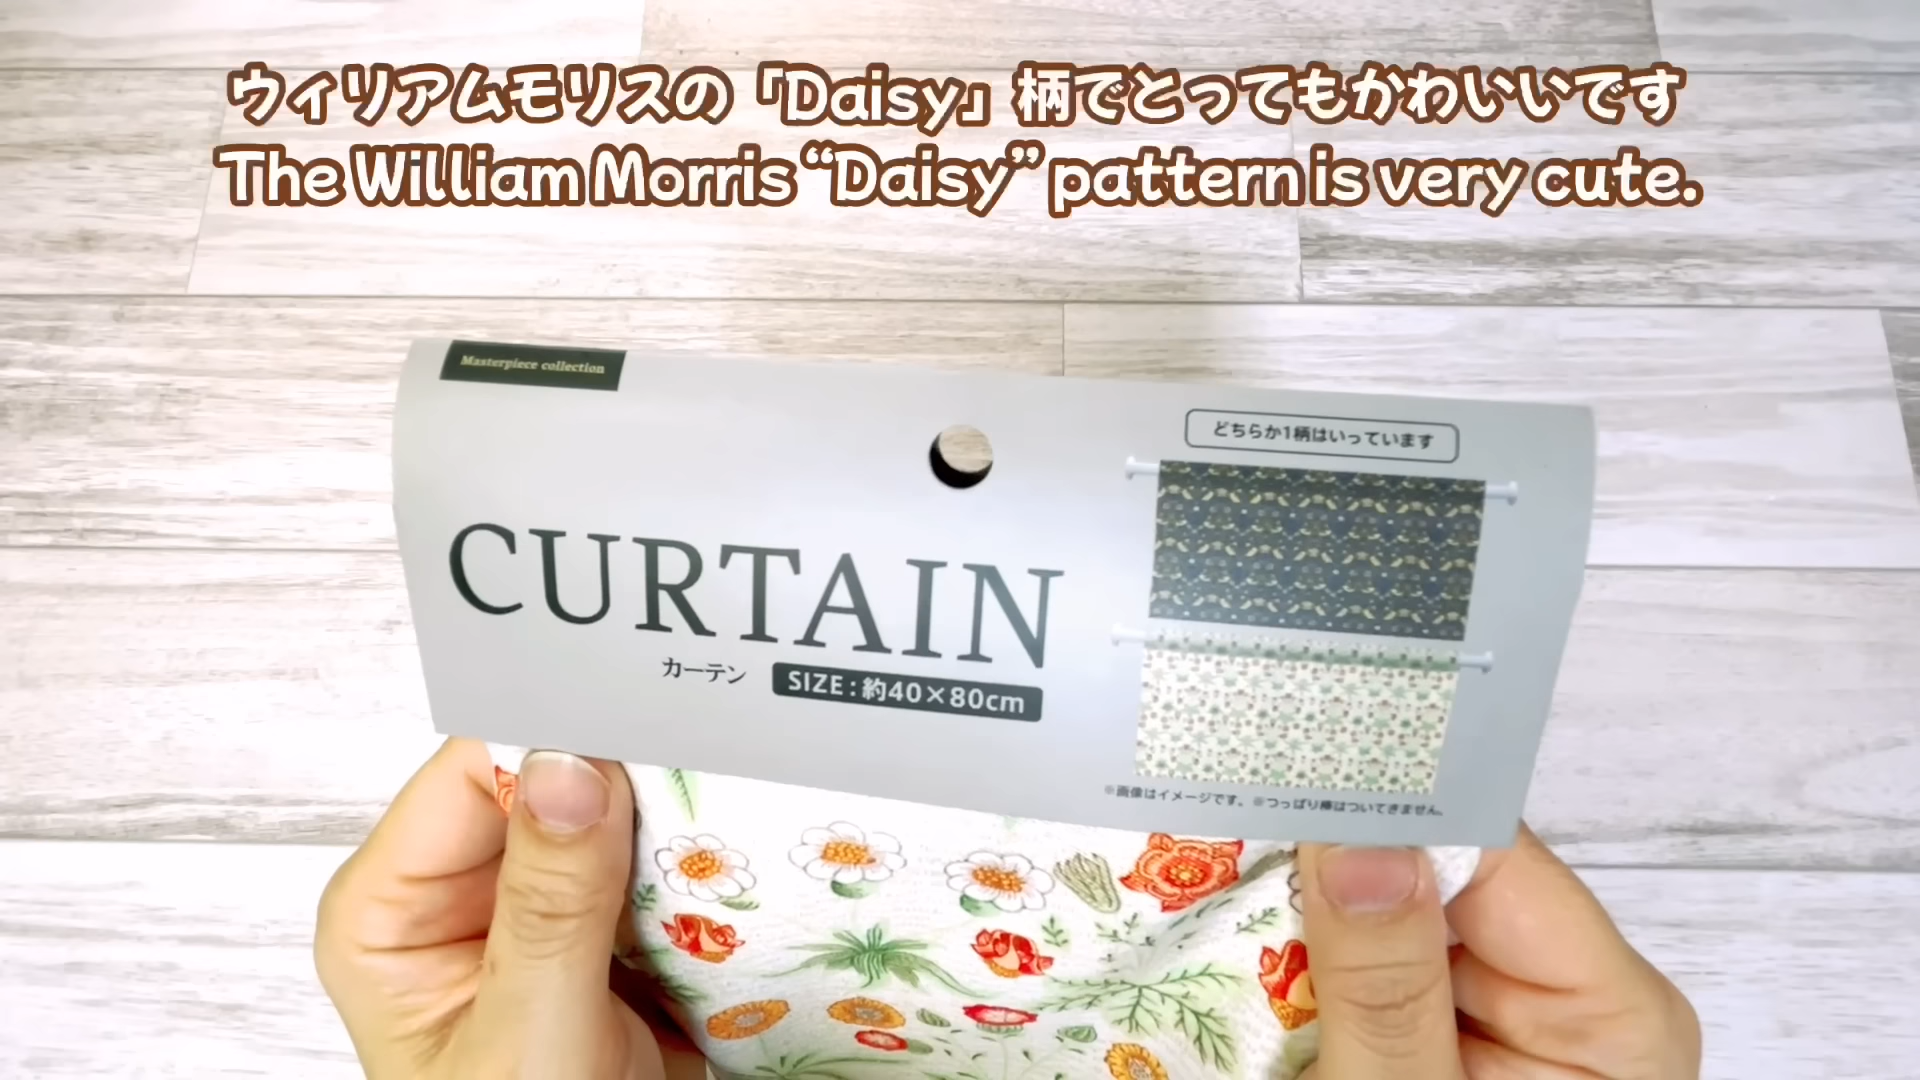 ウィリアムモリスの「Daisy」柄でとってもかわいいです
The William Morris “Daisy” pattern is very cute.
Masterpiece collection
どちらか1柄はいっています
CURTAIN
カーテン
SIZE:約40×80cm
※画像はイメージです。※つっぱり棒はついてきません。